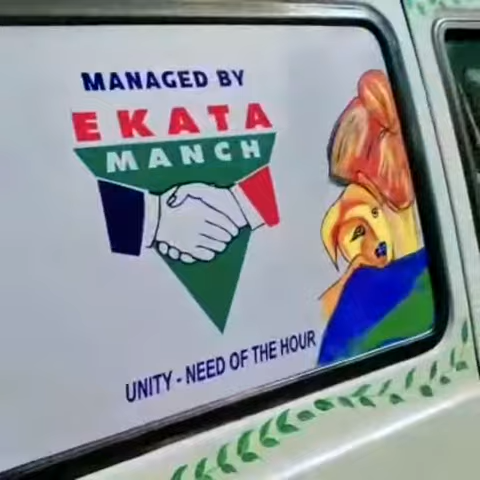 MANAGED BY
EKATA
MANCH
UNITY - NEED OF THE HOUR